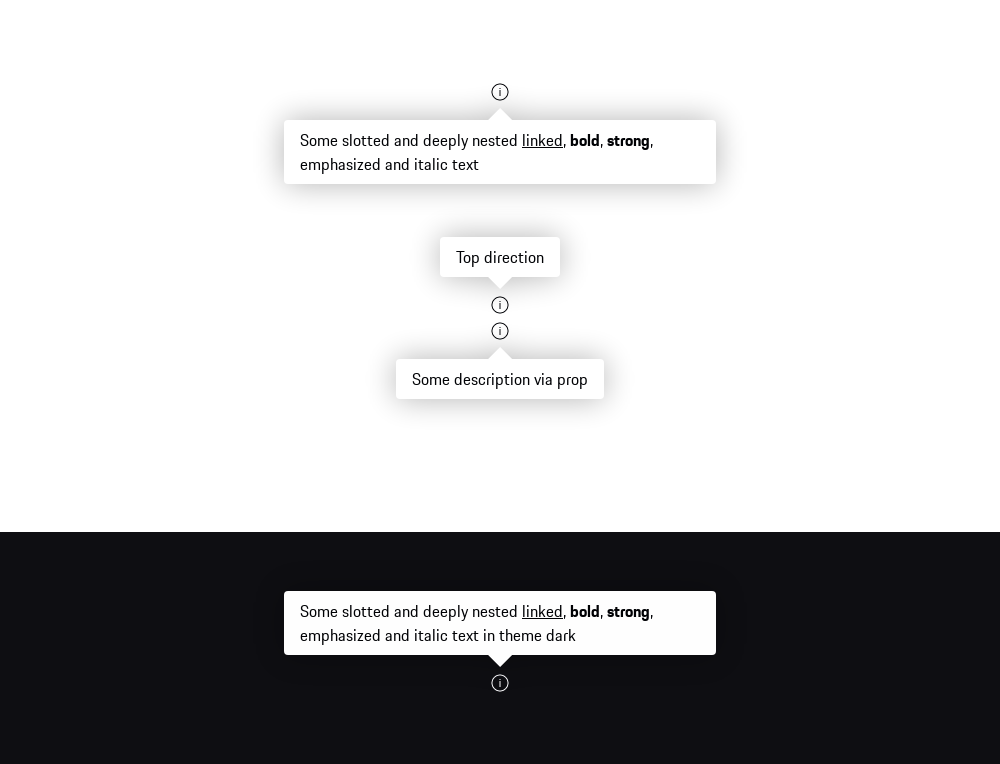 Some slotted and deeply nested linked, bold, strong,
emphasized and italic text
Top direction
Some description via prop
Some slotted and deeply nested linked, bold, strong,
emphasized and italic text in theme dark